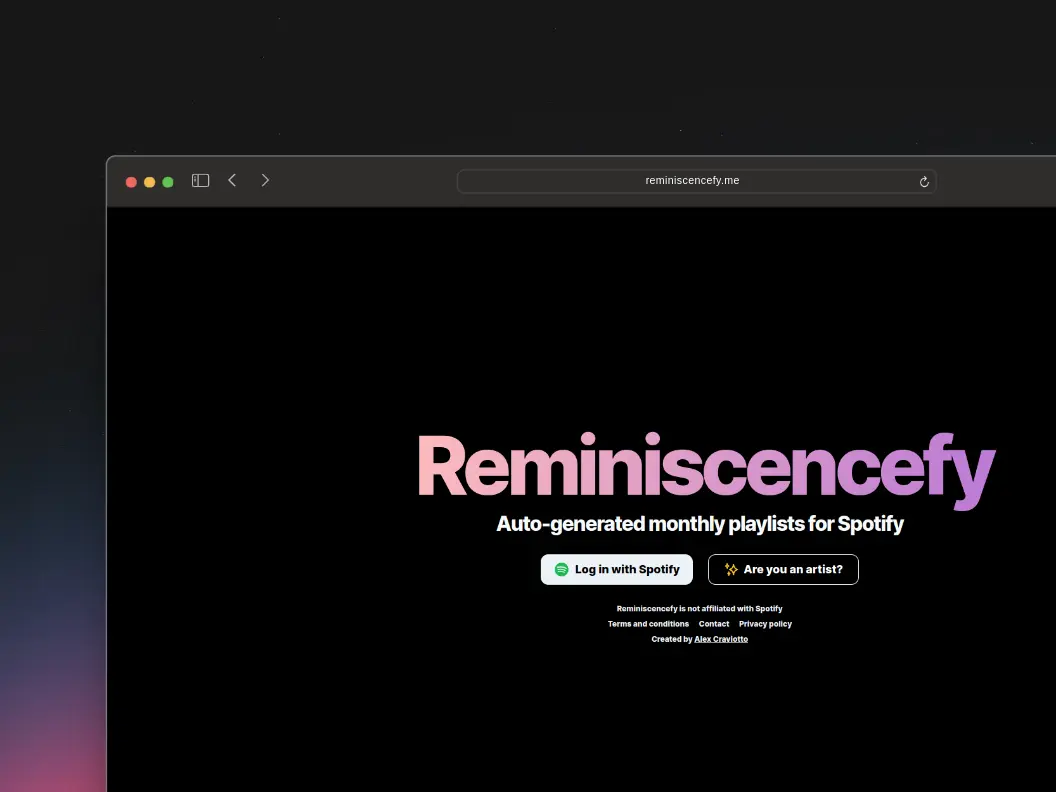 reminiscencefy.me
Reminiscencefy
Auto-generated monthly playlists for Spotify
Log in with Spotify
Are you an artist?
Reminiscencefy is not affiliated with Spotify
Terms and conditions Contact Privacy policy
Created by Alex Craviotto